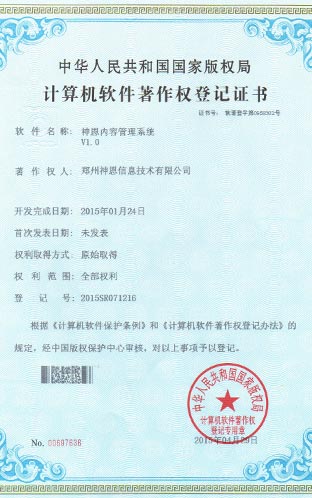 中华人民共和国国家版权局
计算机软件著作权登记证书
证书号： 软著登字第0958302号
软件名称： 神恩内容管理系统
V1.0
著作权人： 郑州神恩信息技术有限公司
开发完成日期： 2015年01月24日
首次发表日期： 未发表
权利取得方式： 原始取得
权利范围： 全部权利
登记号： 2015SR071216
根据《计算机软件保护条例》和《计算机软件著作权登记办法》的
规定，经中国版权保护中心审核，对以上事项予以登记。
中华人民共和国国家版权局
计算机软件著作权
登记专用章
2015年04月29日
No. 00697636